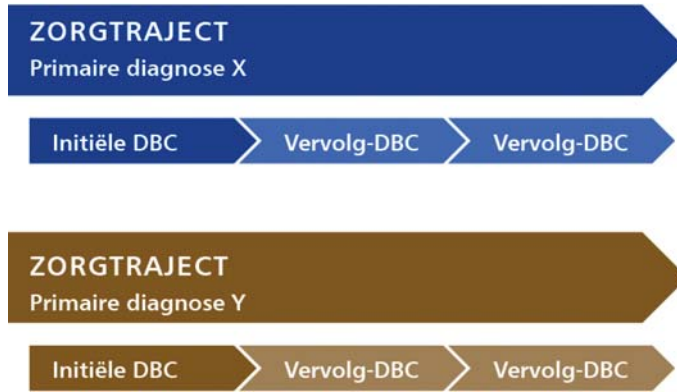 ZORGTRAJECT
Primaire diagnose X
Initiële DBC Vervolg-DBC Vervolg-DBC
ZORGTRAJECT
Primaire diagnose Y
Initiële DBC Vervolg-DBC Vervolg-DBC